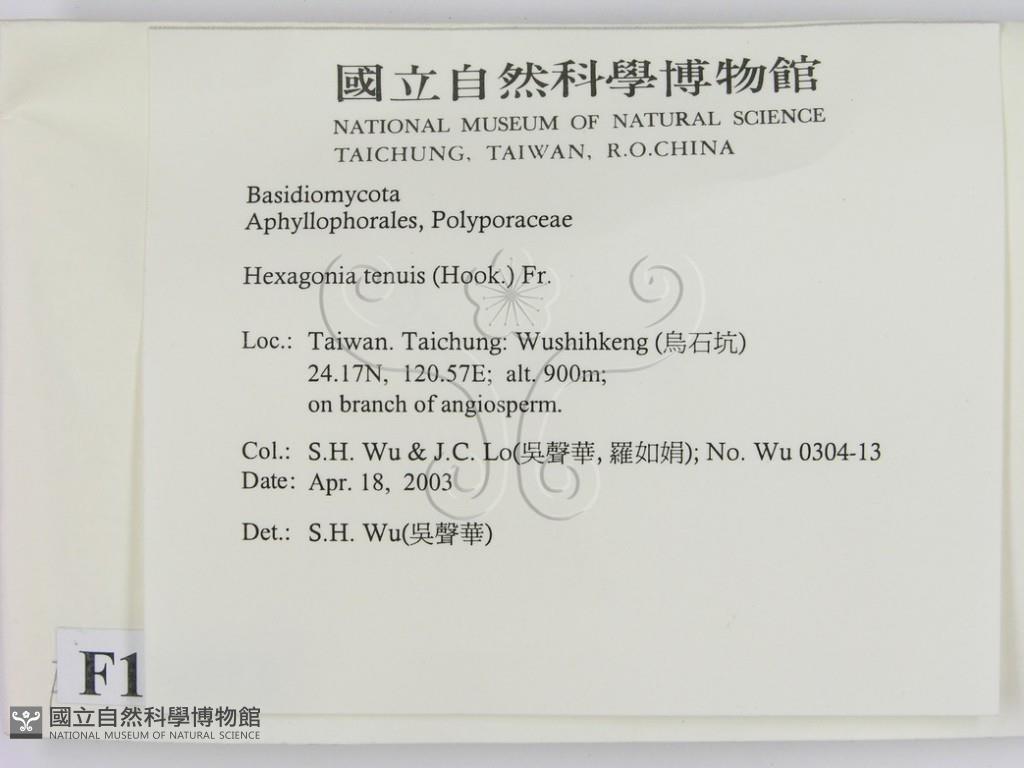 國立自然科學博物館
NATIONAL MUSEUM OF NATURAL SCIENCE
TAICHUNG, TAIWAN, R.O.CHINA
Basidiomycota
Aphyllophorales, Polyporaceae
Hexagonia tenuis (Hook.) Fr.
Loc.: Taiwan. Taichung: Wushihkeng (烏石坑)
24.17N, 120.57E; alt. 900m;
on branch of angiosperm.
Col.: S.H. Wu & J.C. Lo(吳聲華, 羅如娟); No. Wu 0304-13
Date: Apr. 18, 2003
Det.: S.H. Wu(吳聲華)
F1
國立自然科學博物館
NATIONAL MUSEUM OF NATURAL SCIENCE